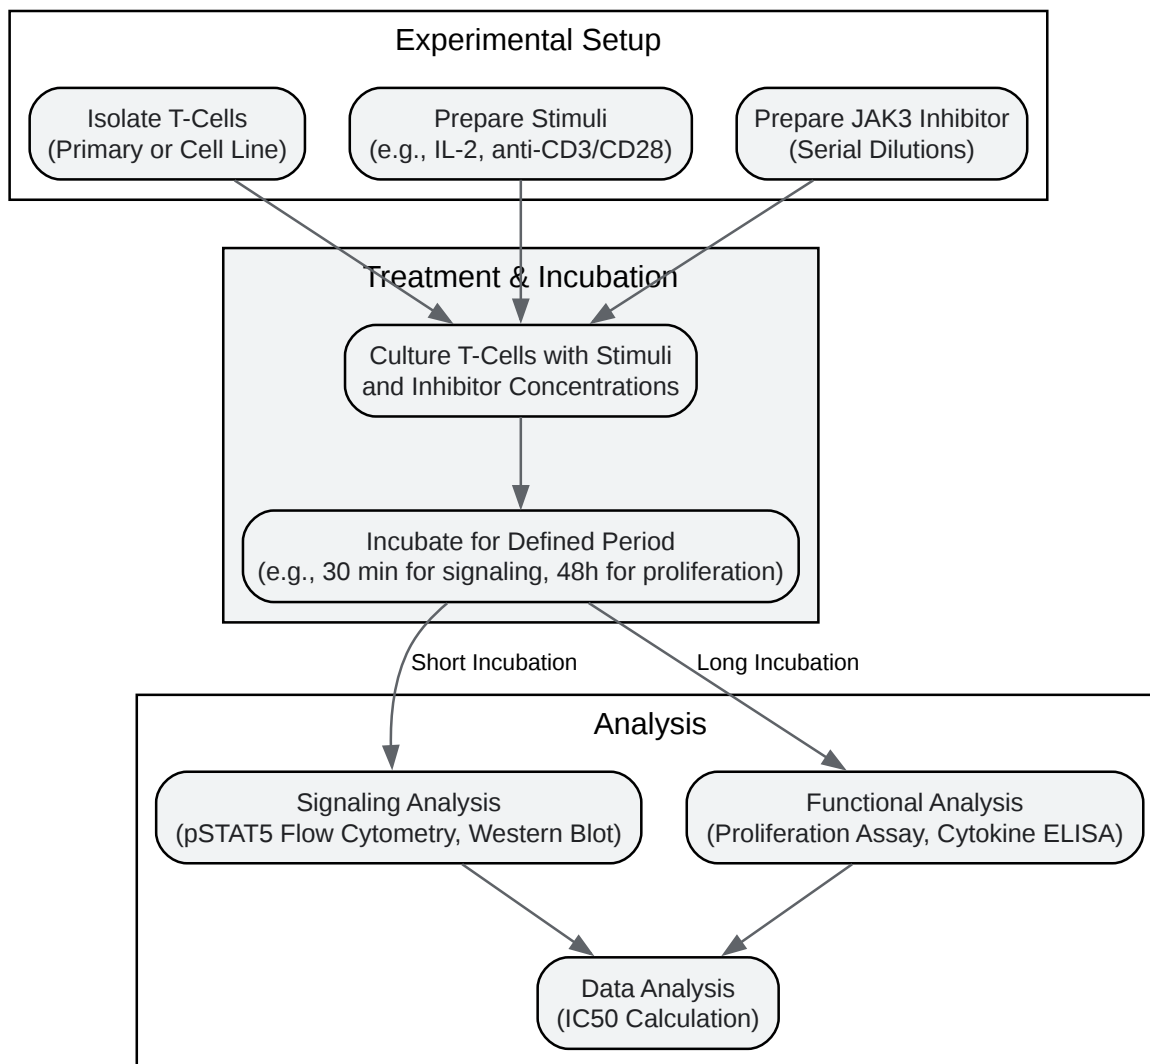 Experimental Setup
Isolate T-Cells
(Primary or Cell Line)
Prepare Stimuli
(e.g., IL-2, anti-CD3/CD28)
Prepare JAK3 Inhibitor
(Serial Dilutions)
Treatment & Incubation
Culture T-Cells with Stimuli
and Inhibitor Concentrations
Incubate for Defined Period
(e.g., 30 min for signaling, 48h for proliferation)
Short Incubation
Long Incubation
Analysis
Signaling Analysis
(pSTAT5 Flow Cytometry, Western Blot)
Functional Analysis
(Proliferation Assay, Cytokine ELISA)
Data Analysis
(IC50 Calculation)